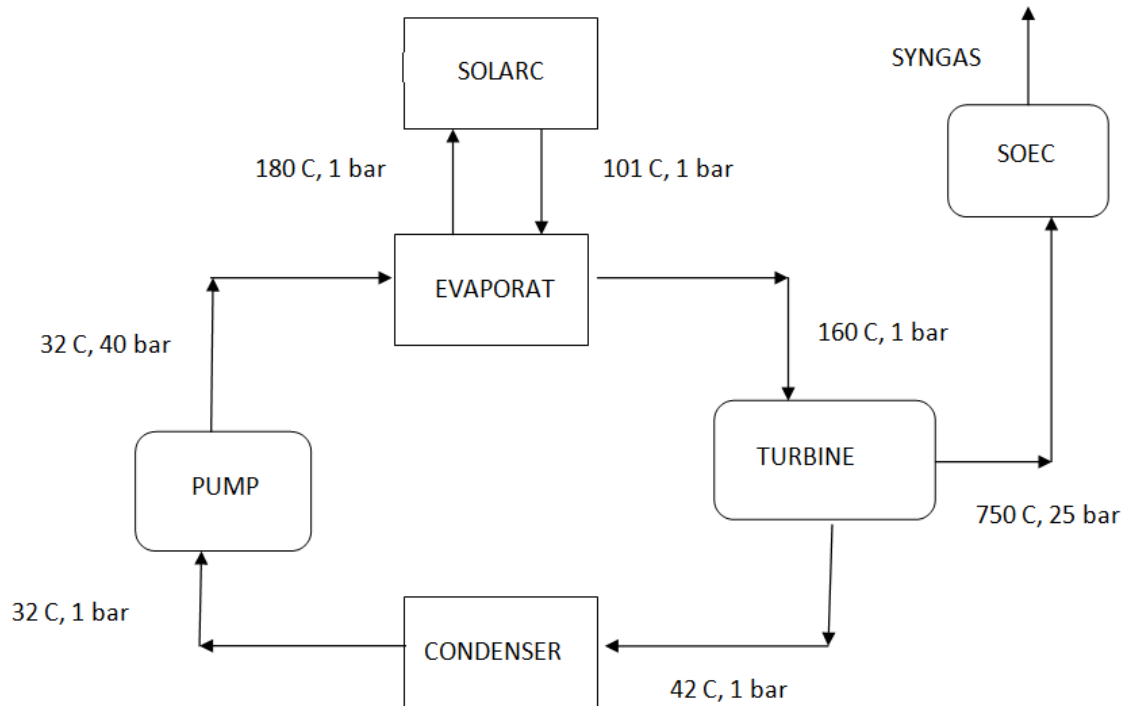 SOLARC
SYNGAS
SOEC
180 C, 1 bar
101 C, 1 bar
EVAPORAT
32 C, 40 bar
160 C, 1 bar
TURBINE
PUMP
750 C, 25 bar
32 C, 1 bar
CONDENSER
42 C, 1 bar